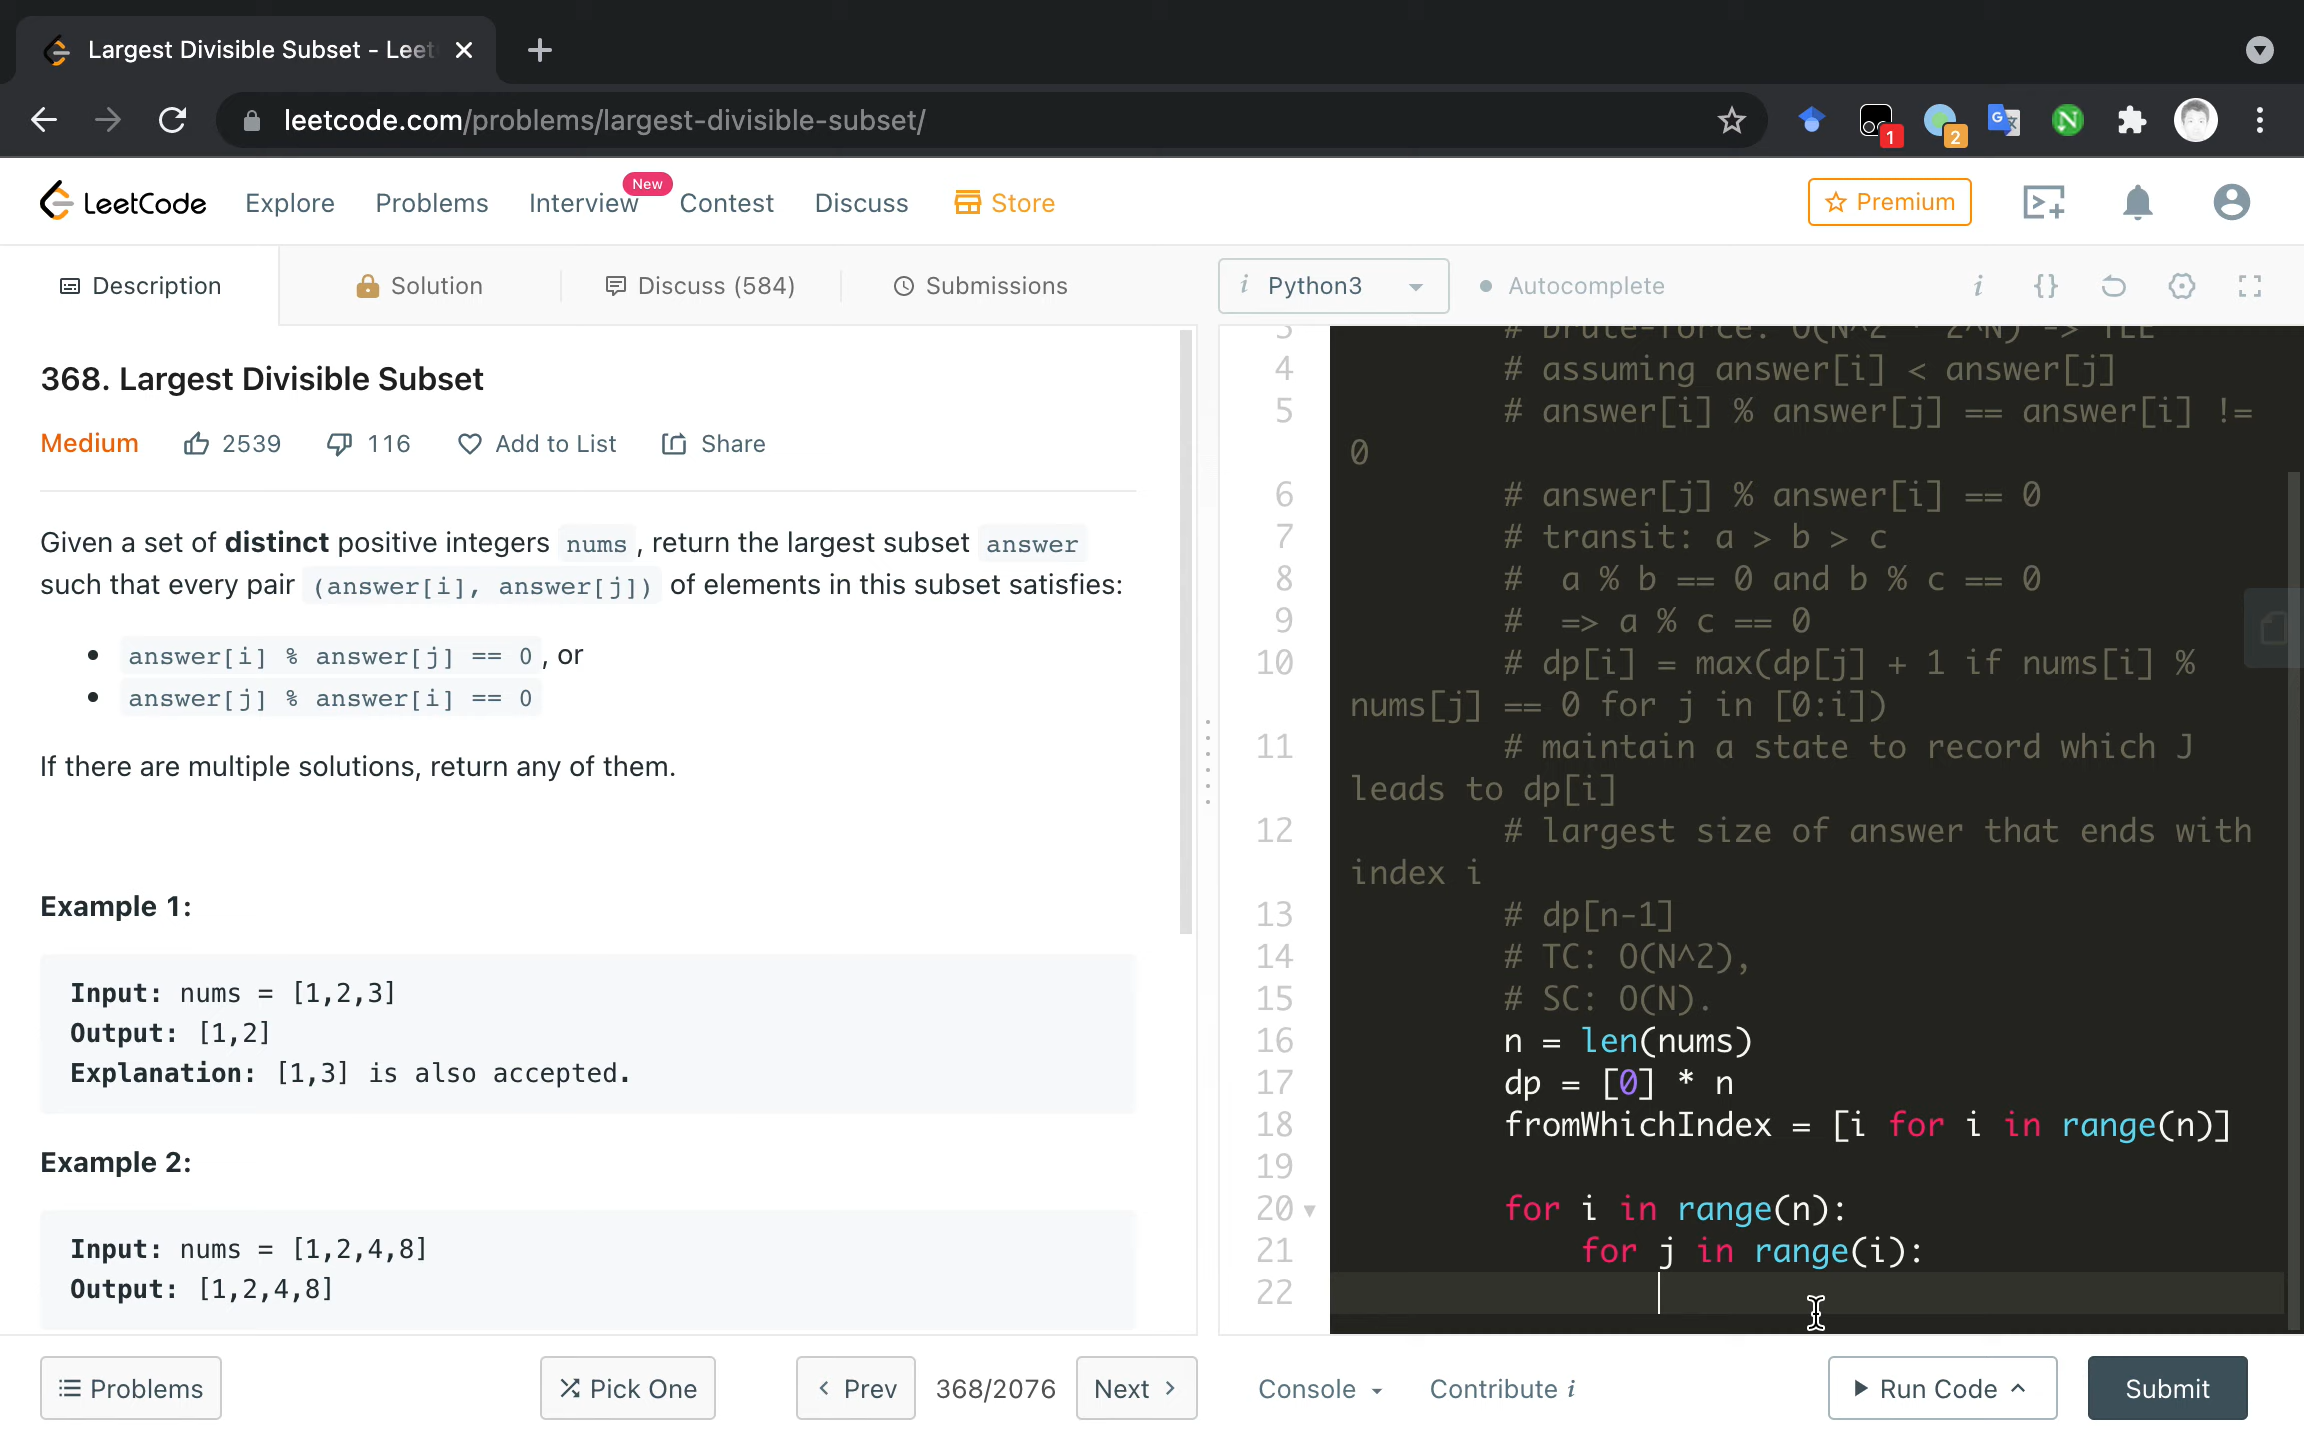 Largest Divisible Subset - Leet
leetcode.com/problems/largest-divisible-subset/
1
2
LeetCode
Explore
Problems
Interview
New
Contest
Discuss
Store
Premium
Description
Solution
Discuss (584)
Submissions
i Python3
Autocomplete
368. Largest Divisible Subset
Medium
2539
116
Add to List
Share
Given a set of distinct positive integers nums , return the largest subset answer
such that every pair (answer[i], answer[j]) of elements in this subset satisfies:
answer[i] % answer[j] == 0 , or
answer[j] % answer[i] == 0
If there are multiple solutions, return any of them.
Example 1:
Input: nums = [1,2,3]
Output: [1,2]
Explanation: [1,3] is also accepted.
Example 2:
Input: nums = [1,2,4,8]
Output: [1,2,4,8]
3 # brute-force: O(N^2 * 2^N) -> TLE
4 # assuming answer[i] < answer[j]
5 # answer[i] % answer[j] == answer[i] !=
0
6 # answer[j] % answer[i] == 0
7 # transit: a > b > c
8 # a % b == 0 and b % c == 0
9 # => a % c == 0
10 # dp[i] = max(dp[j] + 1 if nums[i] %
nums[j] == 0 for j in [0:i])
11 # maintain a state to record which J
leads to dp[i]
12 # largest size of answer that ends with
index i
13 # dp[n-1]
14 # TC: O(N^2),
15 # SC: O(N).
16 n = len(nums)
17 dp = [0] * n
18 fromWhichIndex = [i for i in range(n)]
19
20 for i in range(n):
21 for j in range(i):
22
Problems
Pick One
Prev
368/2076
Next
Console
Contribute i
Run Code
Submit